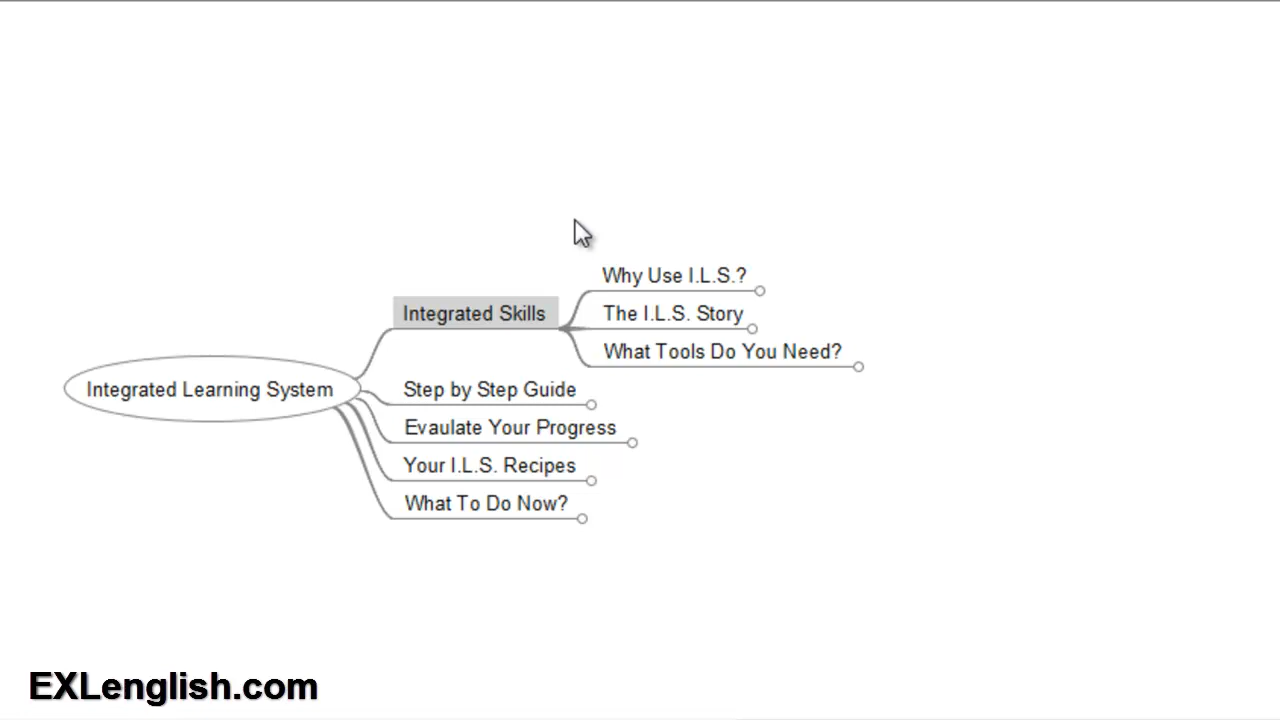 Why Use I.L.S.?
Integrated Skills
The I.L.S. Story
What Tools Do You Need?
Integrated Learning System
Step by Step Guide
Evaulate Your Progress
Your I.L.S. Recipes
What To Do Now?
EXLenglish.com